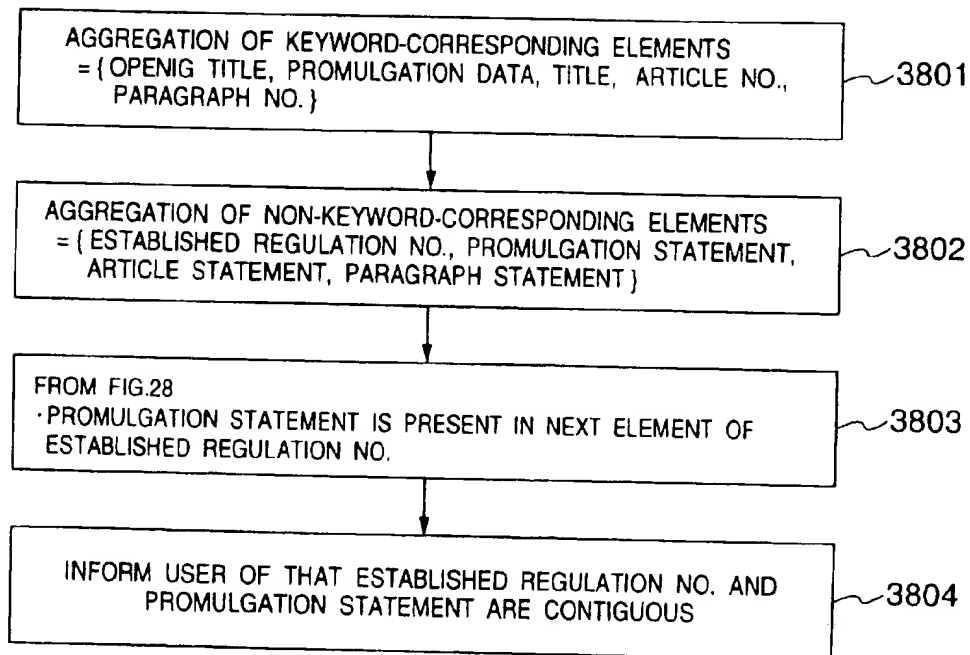 AGGREGATION OF KEYWORD-CORRESPONDING ELEMENTS
= { OPENIG TITLE, PROMULGATION DATA, TITLE, ARTICLE NO.,
PARAGRAPH NO. }
3801
AGGREGATION OF NON-KEYWORD-CORRESPONDING ELEMENTS
= { ESTABLISHED REGULATION NO., PROMULGATION STATEMENT,
ARTICLE STATEMENT, PARAGRAPH STATEMENT }
3802
FROM FIG.28
·PROMULGATION STATEMENT IS PRESENT IN NEXT ELEMENT OF
ESTABLISHED REGULATION NO.
3803
INFORM USER OF THAT ESTABLISHED REGULATION NO. AND
PROMULGATION STATEMENT ARE CONTIGUOUS
3804